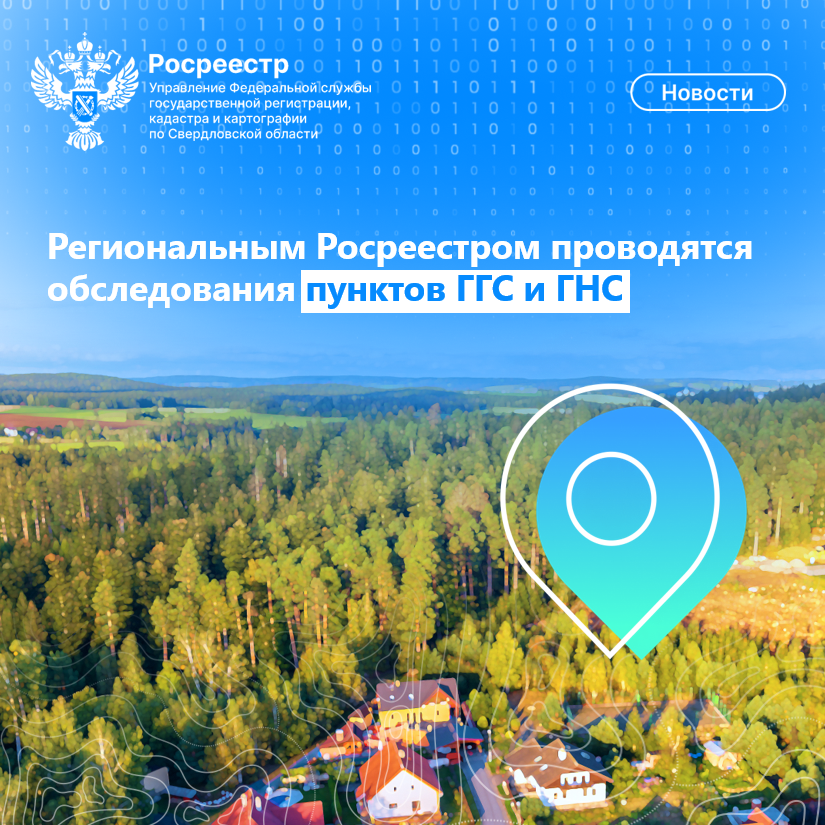 Росреестр
Управление Федеральной службы
государственной регистрации,
кадастра и картографии
по Свердловской области
Новости
Региональным Росреестром проводятся
обследования пунктов ГГС и ГНС